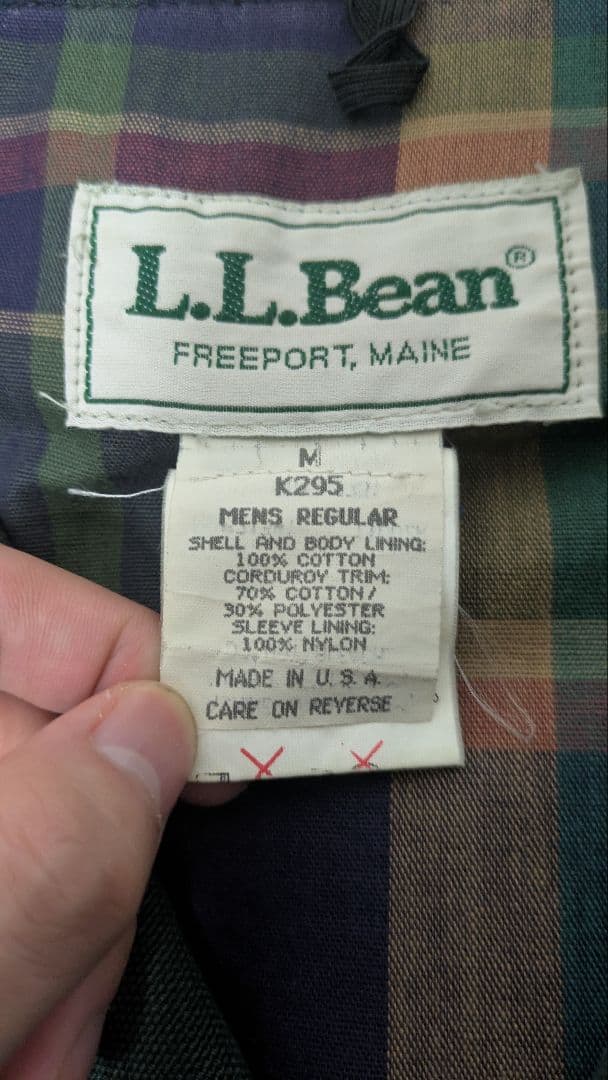 L.L.Bean®
FREEPORT, MAINE
M
K295
MENS REGULAR
SHELL AND BODY LINING:
100% COTTON
CORDUROY TRIM:
70% COTTON/
30% POLYESTER
SLEEVE LINING:
100% NYLON
MADE IN U.S.A.
CARE ON REVERSE